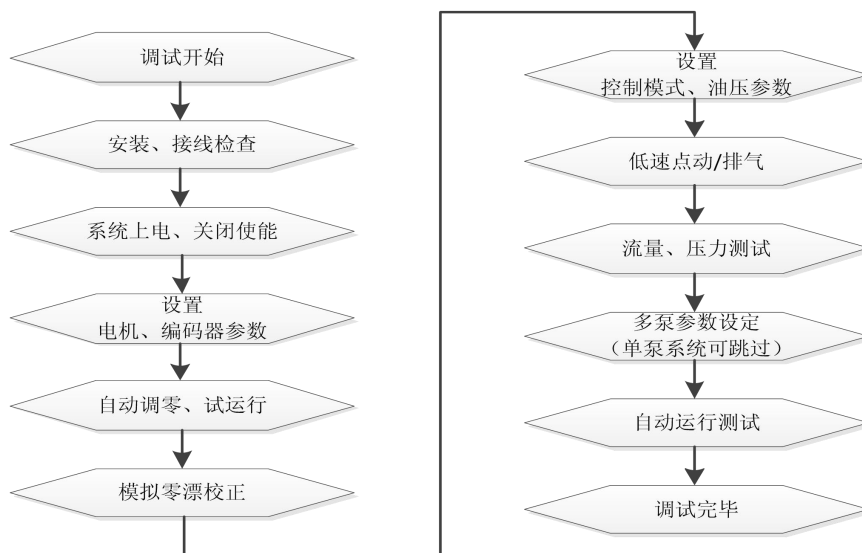 调试开始
安装、接线检查
系统上电、关闭使能
设置
电机、编码器参数
自动调零、试运行
模拟零漂校正
设置
控制模式、油压参数
低速点动/排气
流量、压力测试
多泵参数设定
（单泵系统可跳过）
自动运行测试
调试完毕